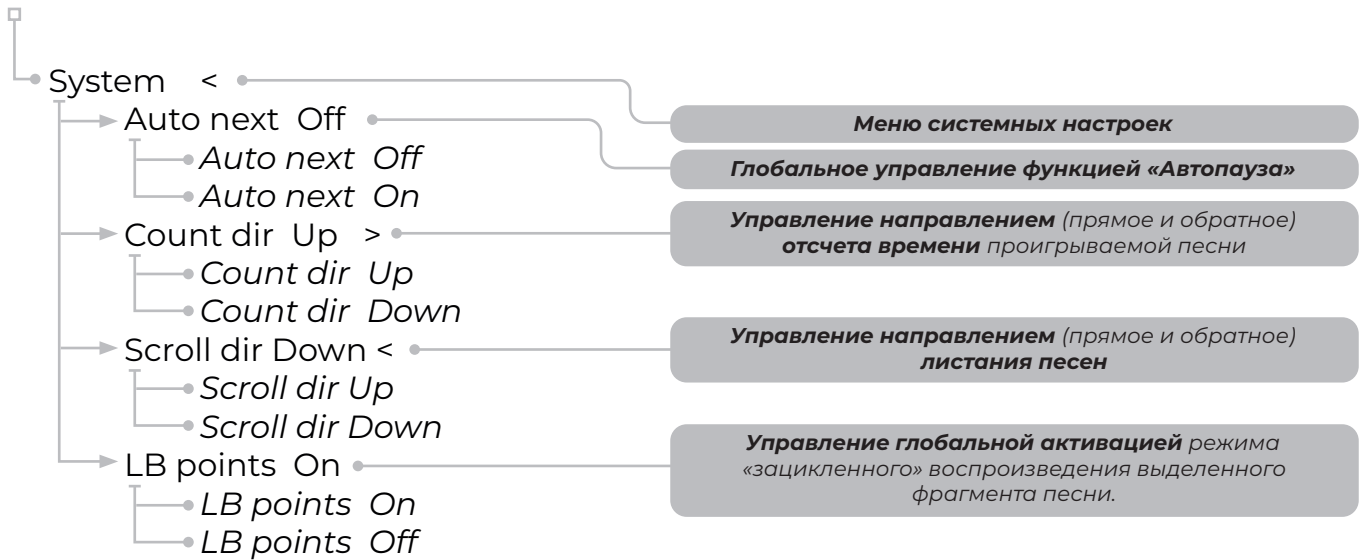 System <
Меню системных настроек
Auto next Off
Глобальное управление функцией «Автопауза»
Auto next Off
Auto next On
Count dir Up >
Управление направлением (прямое и обратное)
отсчета времени проигрываемой песни
Count dir Up
Count dir Down
Scroll dir Down <
Управление направлением (прямое и обратное)
листания песен
Scroll dir Up
Scroll dir Down
LB points On
Управление глобальной активацией режима
«зацикленного» воспроизведения выделенного
фрагмента песни.
LB points On
LB points Off